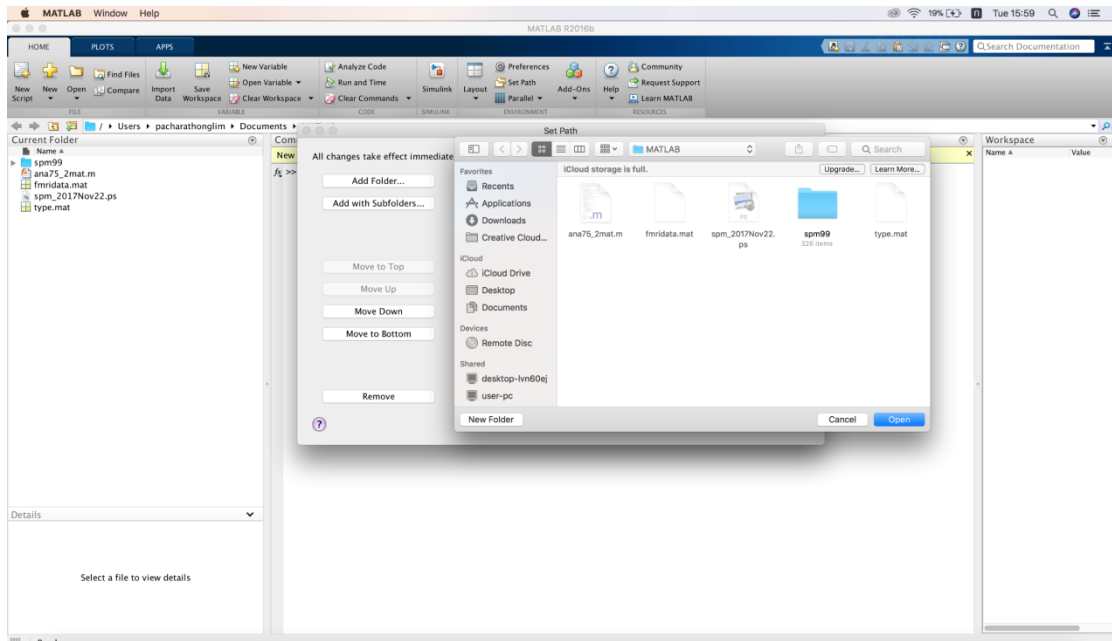 MATLAB Window Help
19% Tue 15:59
MATLAB R2016b
HOME PLOTS APPS
Search Documentation
New Script
New
Open
Find Files
Compare
Import Data
Save Workspace
New Variable
Open Variable
Clear Workspace
Analyze Code
Run and Time
Clear Commands
Simulink
Layout
Preferences
Set Path
Parallel
Add-Ons
Help
Community
Request Support
Learn MATLAB
FILE VARIABLE CODE SIMULINK ENVIRONMENT RESOURCES
/ Users pacharathonglim Documents
Current Folder
Name
spm99
ana75_2mat.m
fmridata.mat
spm_2017Nov22.ps
type.mat
Details
Select a file to view details
Com
New
fx >>
Set Path
All changes take effect immediate
Add Folder...
Add with Subfolders...
Move to Top
Move Up
Move Down
Move to Bottom
Remove
?
MATLAB
Search
Favorites
Recents
Applications
Downloads
Creative Cloud...
iCloud
iCloud Drive
Desktop
Documents
Devices
Remote Disc
Shared
desktop-lvn60ej
user-pc
iCloud storage is full.
Upgrade... Learn More...
.m
ana75_2mat.m
fmridata.mat
spm_2017Nov22.
ps
spm99
326 items
type.mat
New Folder Cancel Open
Workspace
Name Value